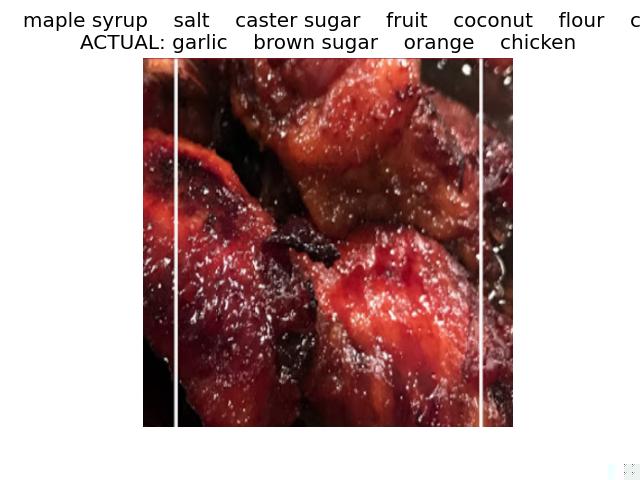 maple syrup    salt    caster sugar    fruit    coconut    flour    c
ACTUAL: garlic    brown sugar    orange    chicken